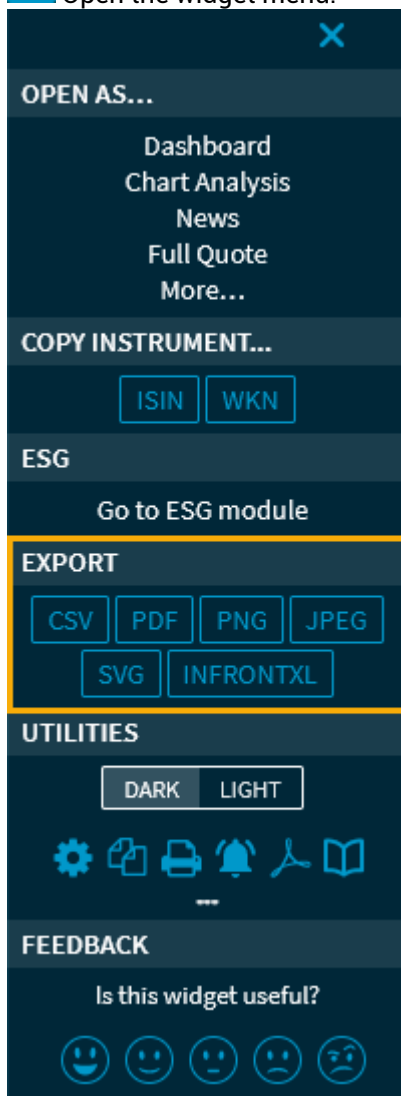 Open the widget menu.
OPEN AS...
Dashboard
Chart Analysis
News
Full Quote
More...
COPY INSTRUMENT...
ISIN WKN
ESG
Go to ESG module
EXPORT
CSV PDF PNG JPEG
SVG INFRONTXL
UTILITIES
DARK LIGHT
FEEDBACK
Is this widget useful?